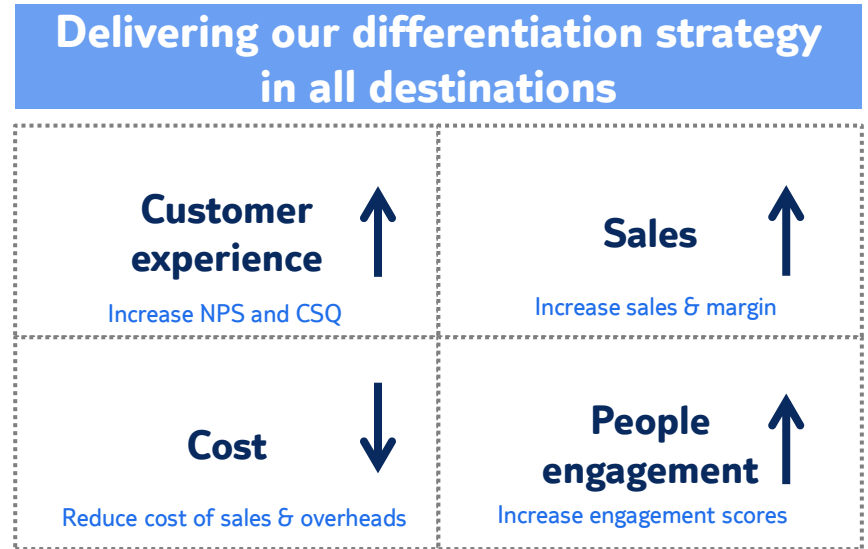 Delivering our differentiation strategy
in all destinations
Customer
experience
Increase NPS and CSQ
Sales
Increase sales & margin
Cost
Reduce cost of sales & overheads
People
engagement
Increase engagement scores